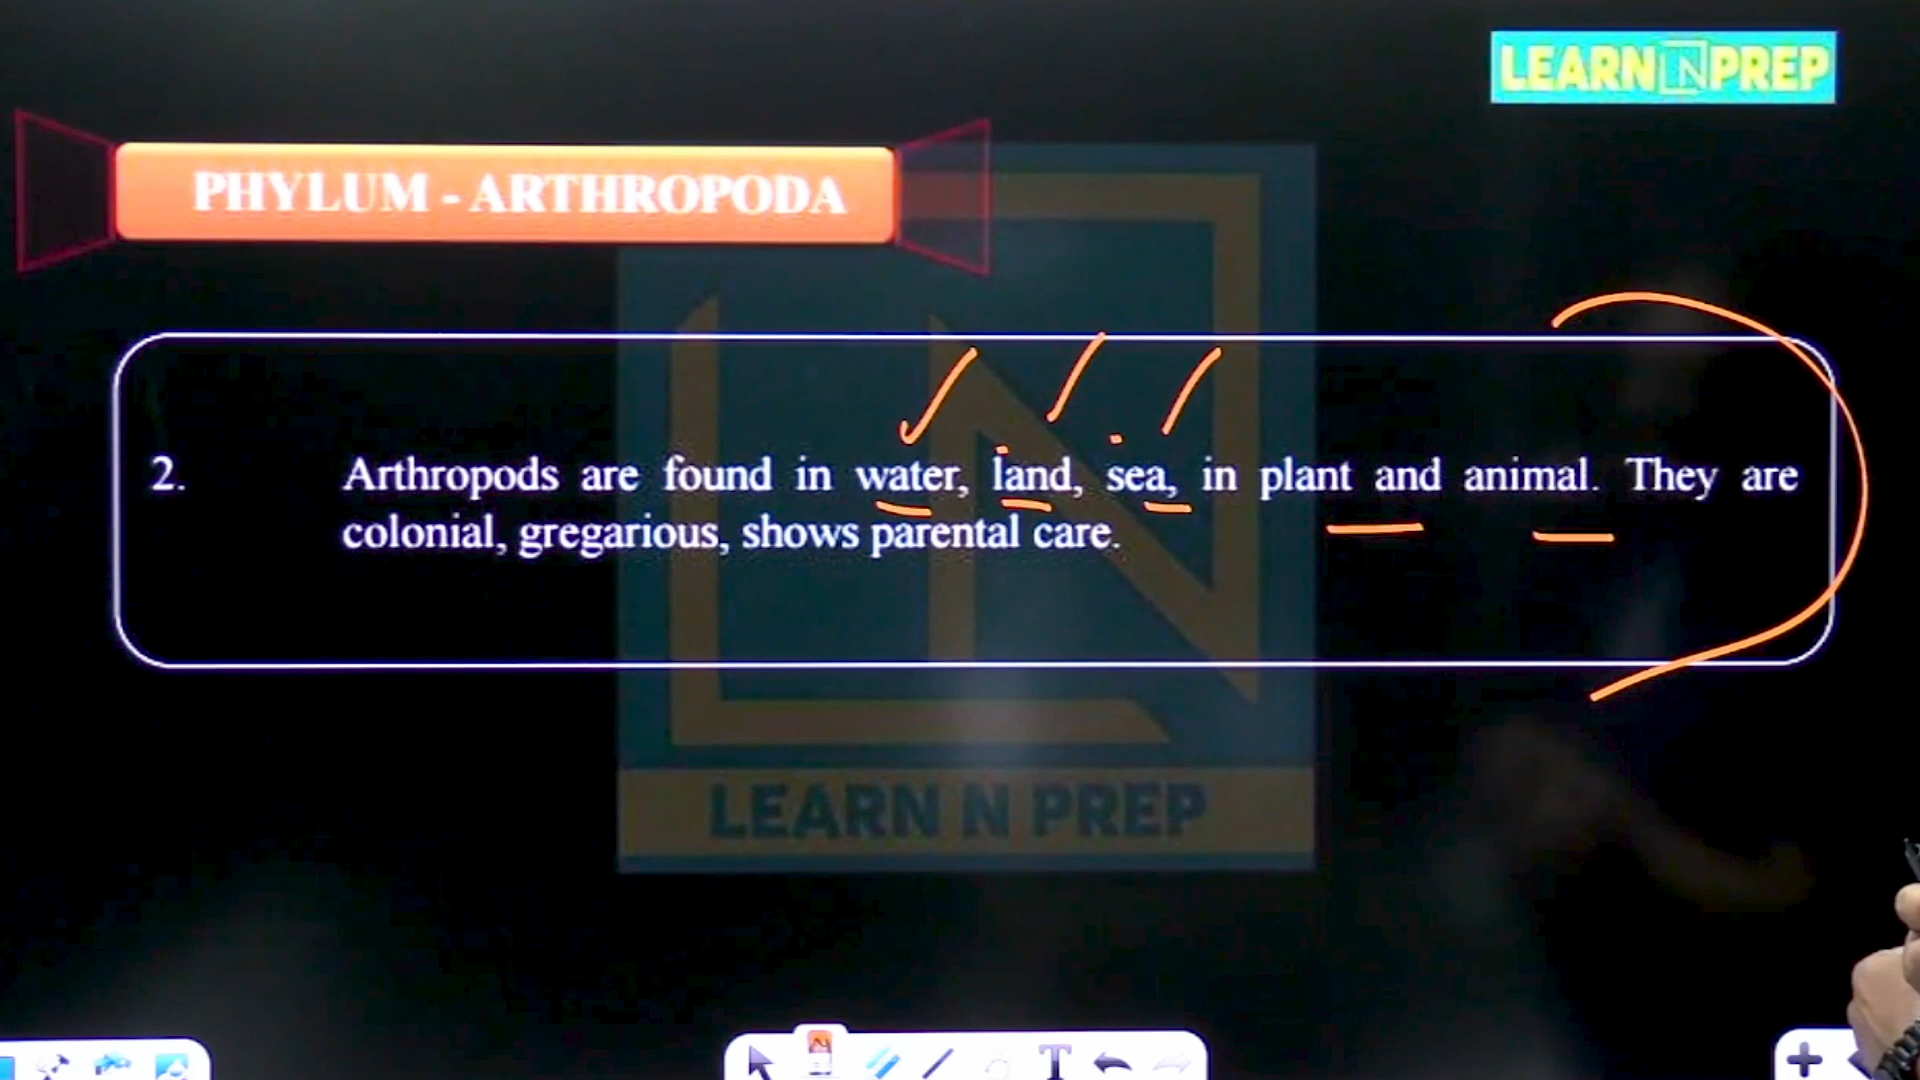 LEARN N PREP
PHYLUM - ARTHROPODA
2. Arthropods are found in water, land, sea, in plant and animal. They are
colonial, gregarious, shows parental care.
LEARN N PREP
T